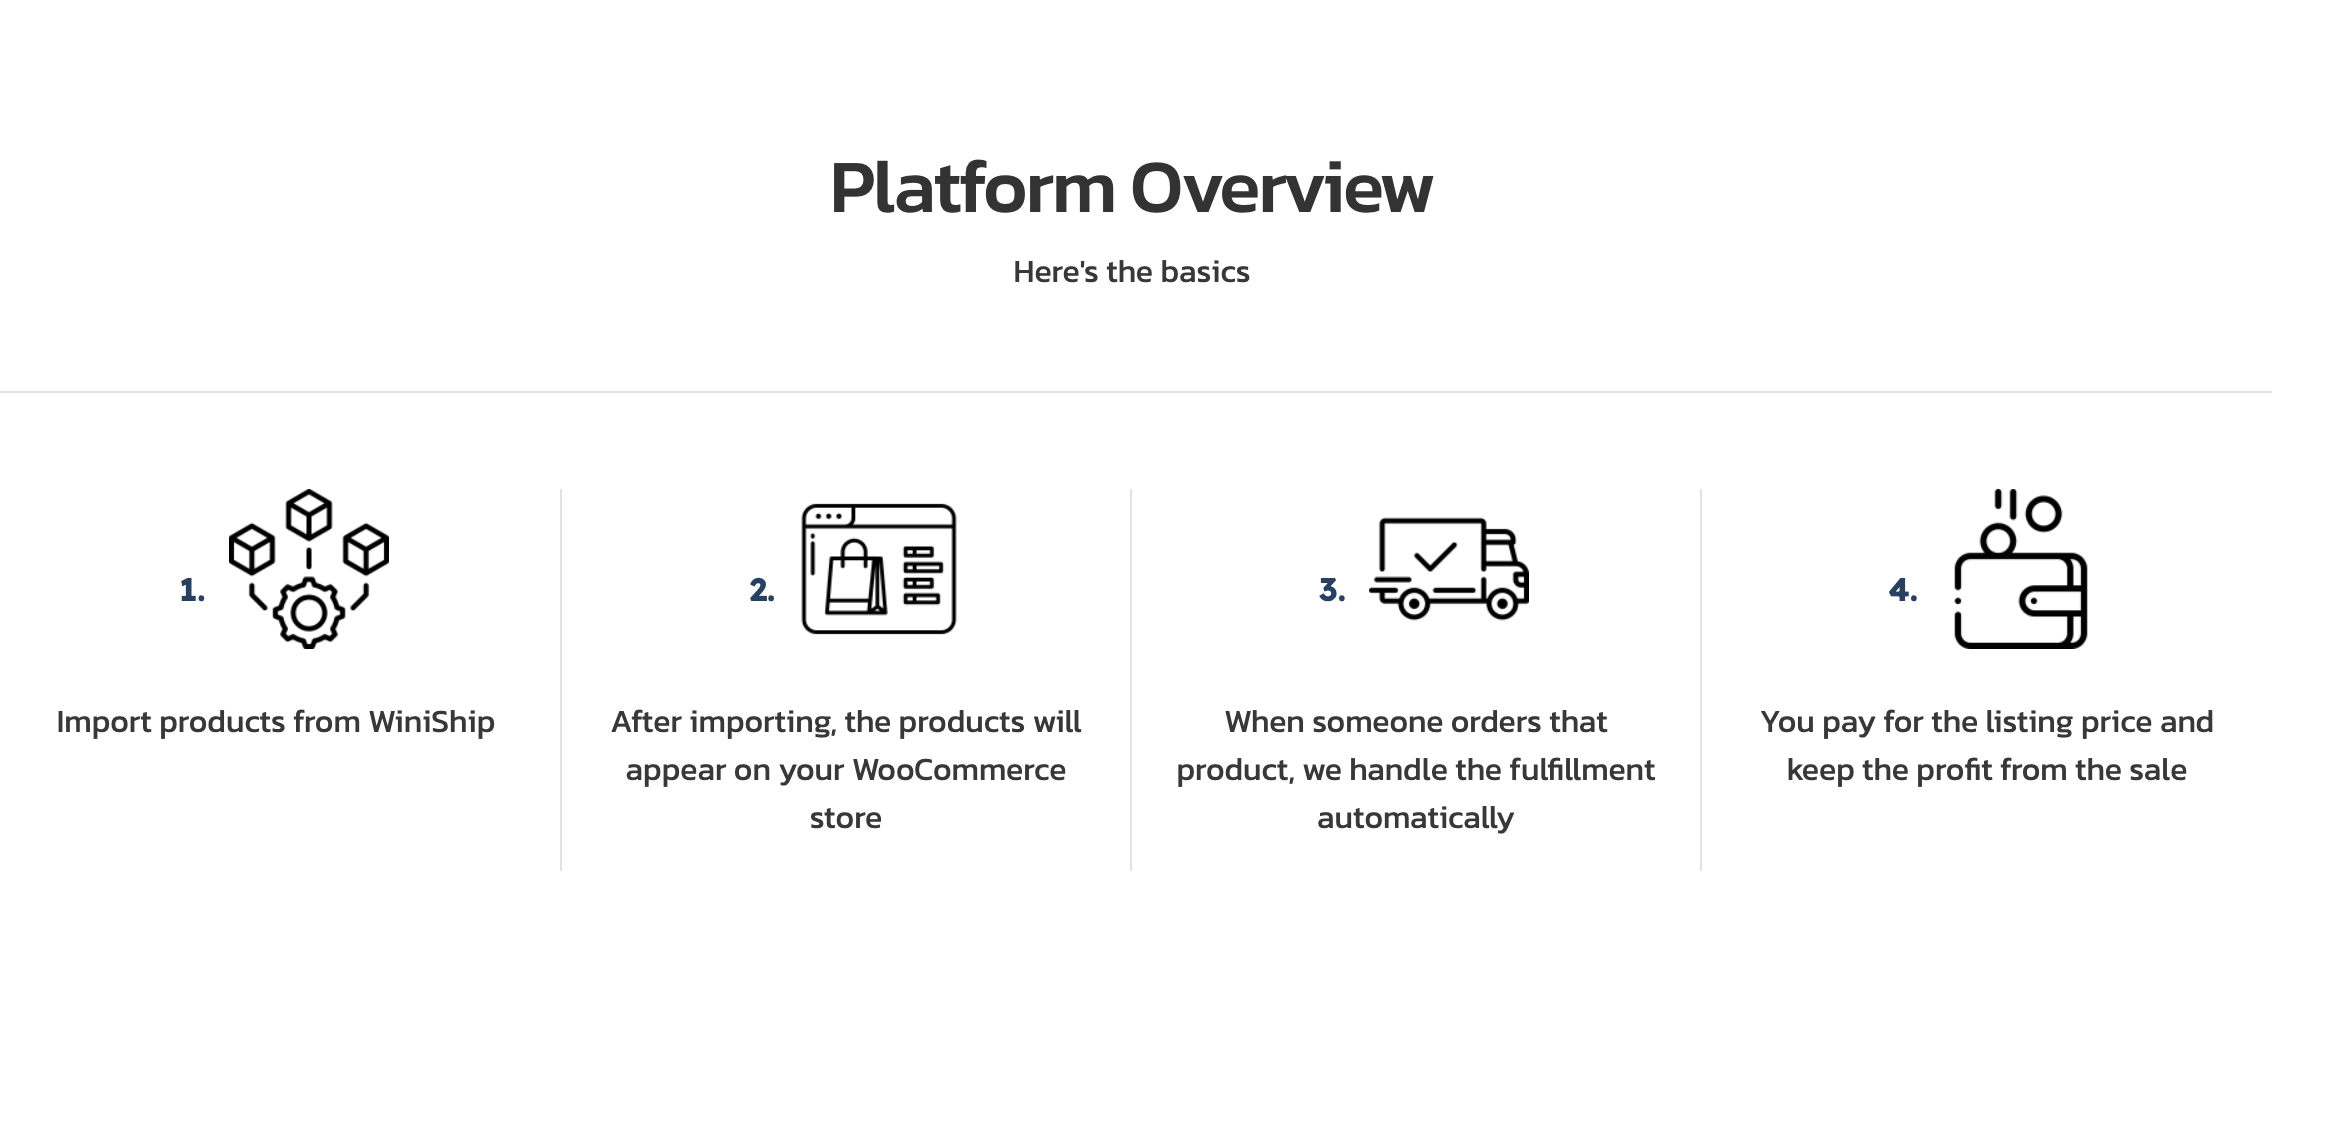 Platform Overview
Here's the basics
1.
Import products from WiniShip
2.
After importing, the products will
appear on your WooCommerce
store
3.
When someone orders that
product, we handle the fulfillment
automatically
4.
You pay for the listing price and
keep the profit from the sale